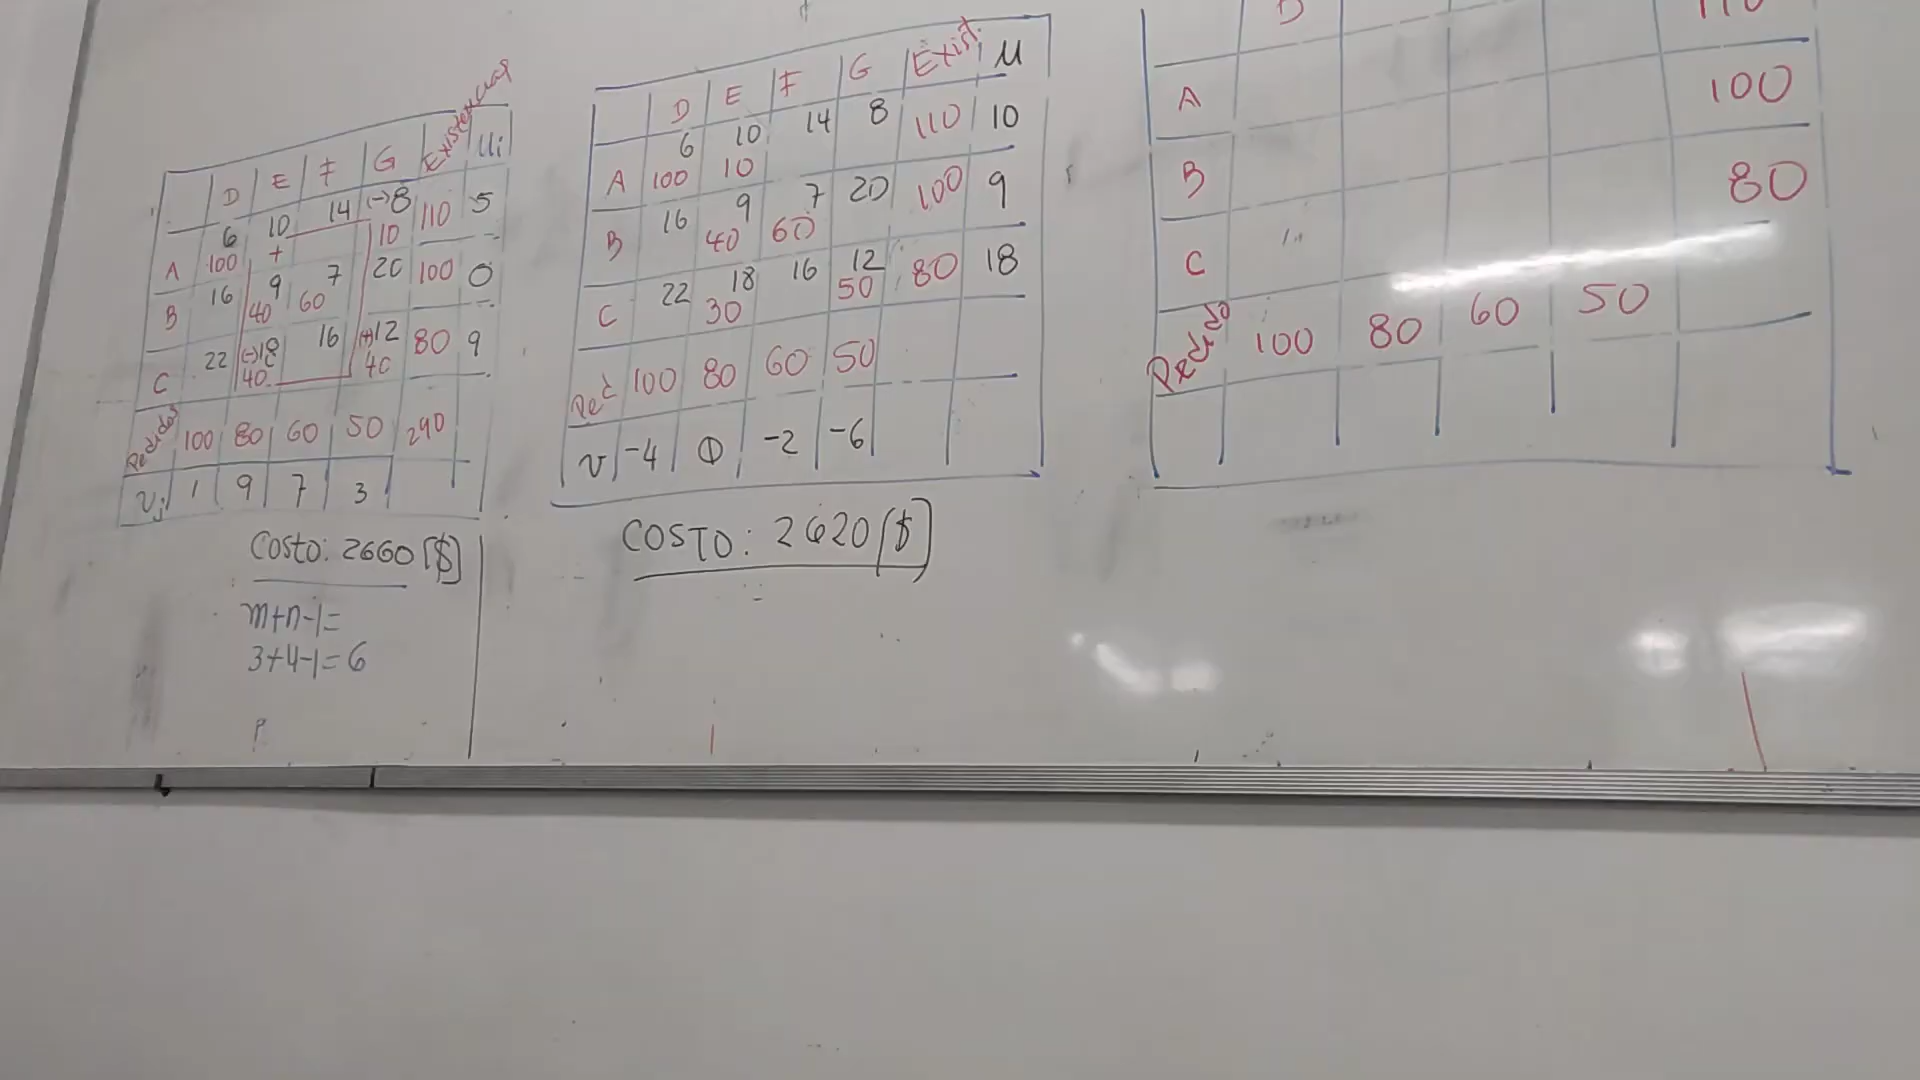 D E F G Existencias Ui
6 10 14 (-)8 110 5
A 100 + 10
16 9 7 20 100 0
B 40 60
22 (-)18 16 (+)12 80 9
C 40 40
Pedidos 100 80 60 50 290
Vj 1 9 7 3
Costo: 2660 [$]
m+n-1=
3+4-1=6
D E F G Exist. U
6 10 14 8 110 10
A 100 10
16 9 7 20 100 9
B 40 60
22 18 16 12 80 18
C 30 50
Ped 100 80 60 50
V -4 0 -2 -6
COSTO: 2620 [$]
D 110
A 100
B 80
C
Pedido 100 80 60 50